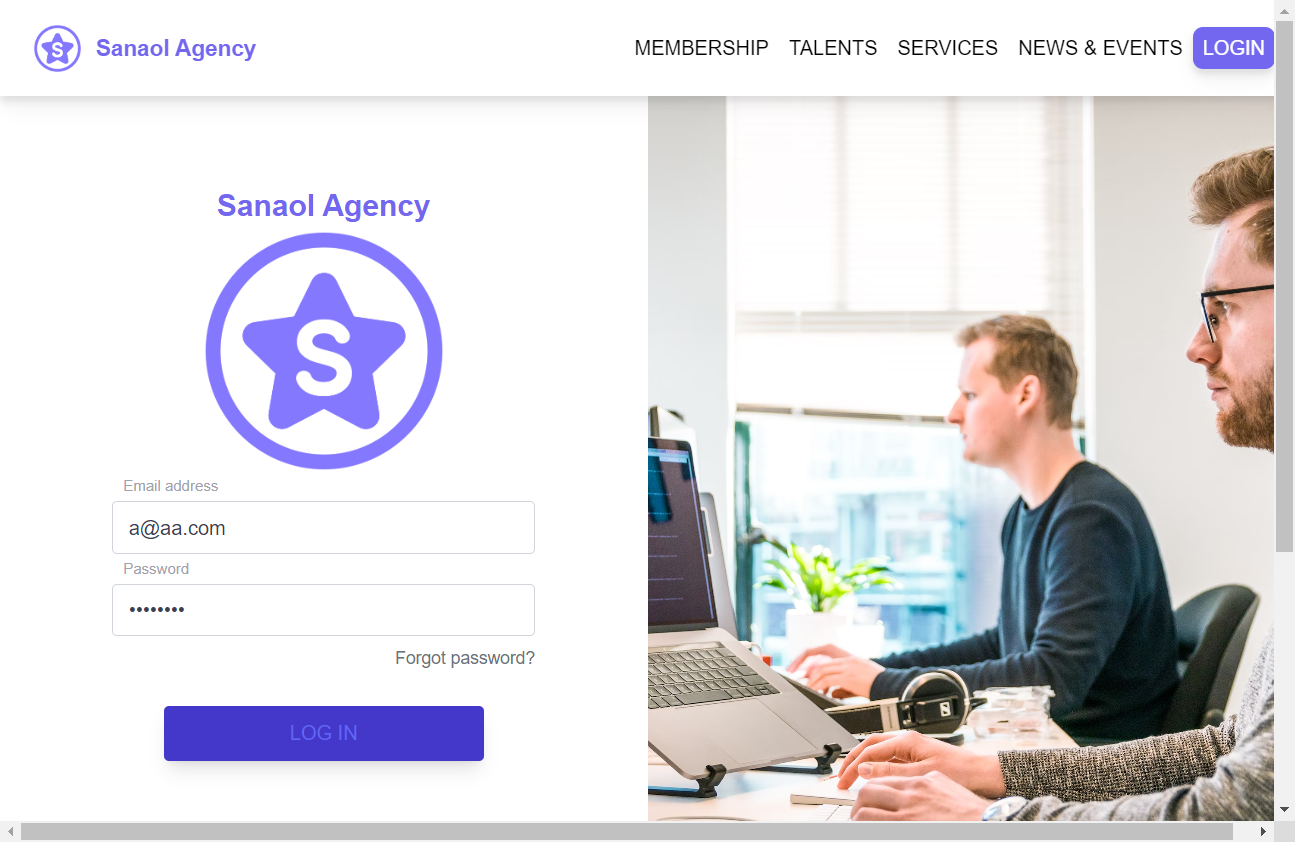 Sanaol Agency
MEMBERSHIP TALENTS SERVICES NEWS & EVENTS LOGIN
Sanaol Agency
S
Email address
a@aa.com
Password
••••••••
Forgot password?
LOG IN